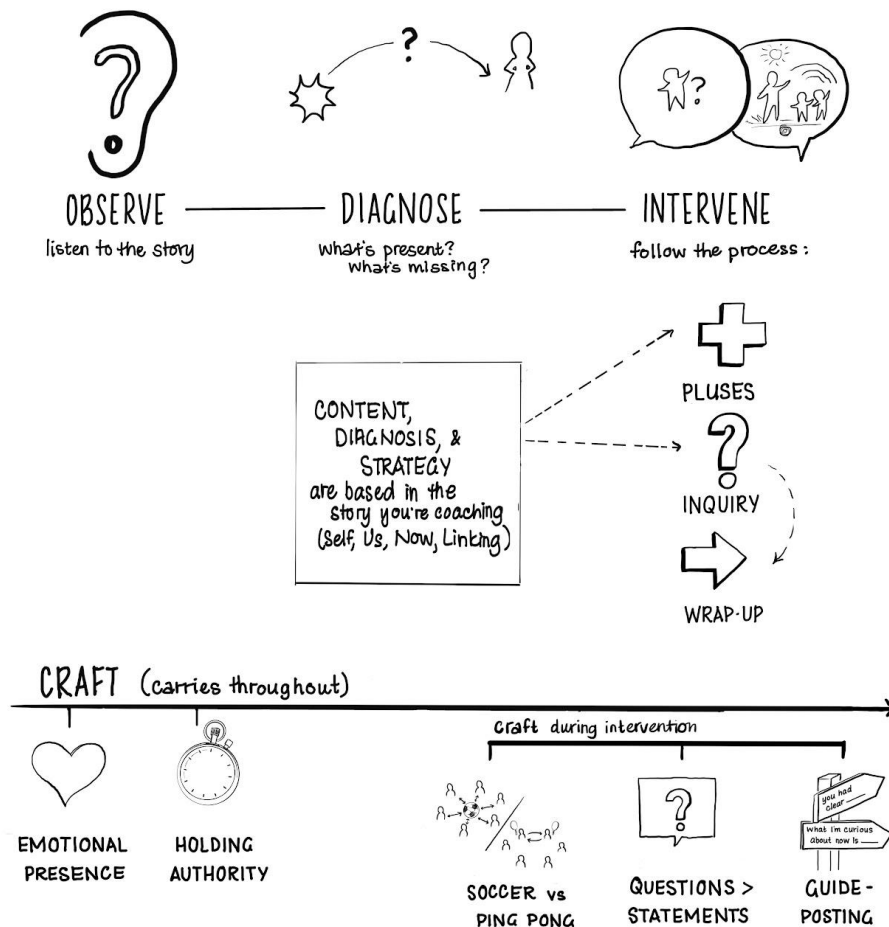 ?
OBSERVE
listen to the story
DIAGNOSE
what's present?
what's missing?
INTERVENE
?
follow the process:
CONTENT,
DIAGNOSIS, &
STRATEGY
are based in the
story you're coaching
(Self, Us, Now, Linking)
PLUSES
?
INQUIRY
WRAP-UP
CRAFT (carries throughout)
EMOTIONAL
PRESENCE
HOLDING
AUTHORITY
craft during intervention
SOCCER vs
PING PONG
?
QUESTIONS >
STATEMENTS
you had
clear ___
What I'm curious
about now is ___
GUIDE-
POSTING